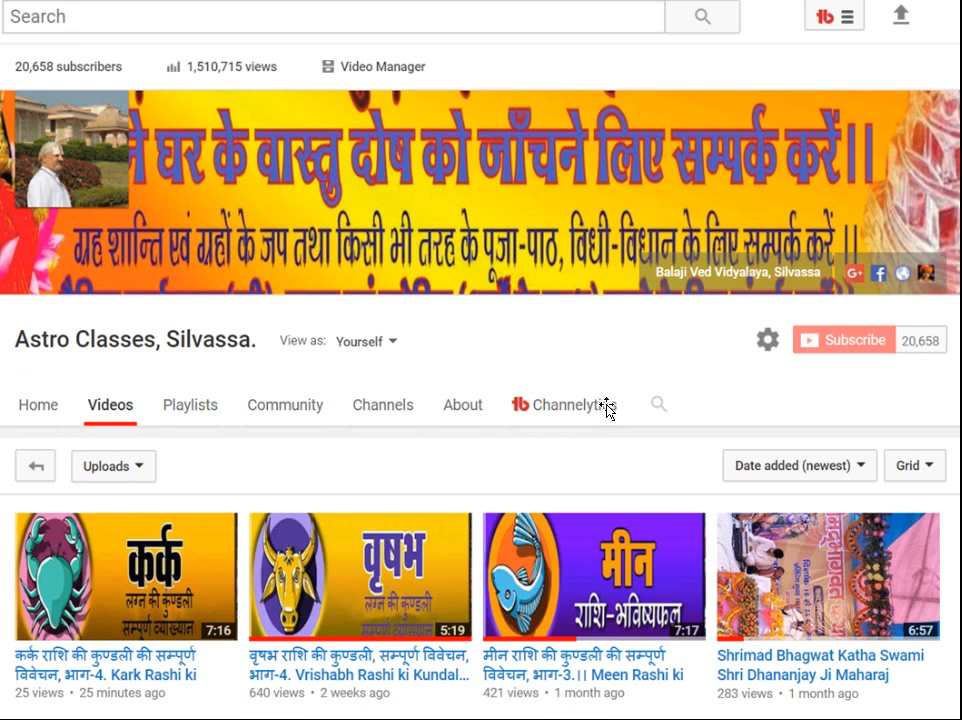 Search
tb
20,658 subscribers 1,510,715 views Video Manager
ने घर के वास्तु दोष को जाँचने लिए सम्पर्क करें।।
ग्रह शान्ति एवं ग्रहों के जप तथा किसी भी तरह के पूजा-पाठ, विधी-विधान के लिए सम्पर्क करें ||
Balaji Ved Vidyalaya, Silvassa G+ f
Astro Classes, Silvassa. View as: Yourself Subscribe 20,658
Home Videos Playlists Community Channels About tb Channelytics
Uploads Date added (newest) Grid
कर्क
लग्न की कुण्डली
सम्पूर्ण व्याख्यान
7:16
वृषभ
लग्न की कुण्डली
सम्पूर्ण व्याख्यान
5:19
मीन
राशि-भविष्यफल
7:17
6:57
कर्क राशि की कुण्डली की सम्पूर्ण
विवेचन, भाग-4. Kark Rashi ki
25 views • 25 minutes ago
वृषभ राशि की कुण्डली, सम्पूर्ण विवेचन,
भाग-4. Vrishabh Rashi ki Kundal...
640 views • 2 weeks ago
मीन राशि की कुण्डली की सम्पूर्ण
विवेचन, भाग-3.।। Meen Rashi ki
421 views • 1 month ago
Shrimad Bhagwat Katha Swami
Shri Dhananjay Ji Maharaj
283 views • 1 month ago